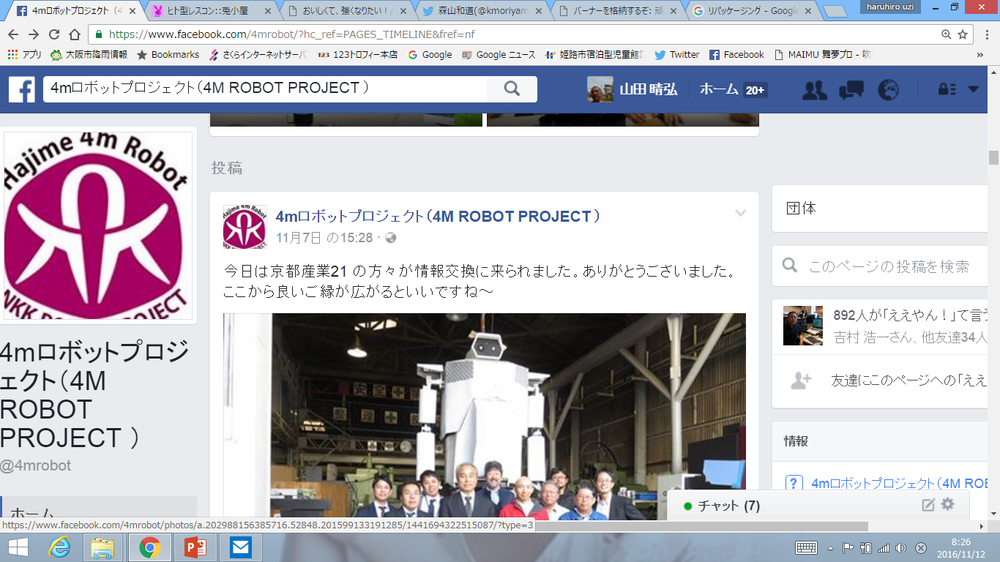 4mロボットプロジェクト（4
ヒト型レスコン::兎小屋
おいしくて、強くなりたい！
森山和道(@kmoriyam
バーナーを格納するぞ: 頑
リパッケージング - Google
haruhiro uzi
https://www.facebook.com/4mrobot/?hc_ref=PAGES_TIMELINE&fref=nf
アプリ
大阪市降雨情報
Bookmarks
さくらインターネットサーバ
123 123トロフィー本店
Google
Google ニュース
姫路市宿泊型児童館『
Twitter
Facebook
MAIMU 舞夢プロ - 吹
»
4mロボットプロジェクト（4M ROBOT PROJECT ）
山田 晴弘
ホーム 20+
Hajime 4m Robot
NKK ROBOT PROJECT
4mロボットプロジ
ェクト（4M
ROBOT
PROJECT ）
@4mrobot
ホーム
投稿
Hajime 4m Robot
4mロボットプロジェクト（4M ROBOT PROJECT ）
11月7日 の15:28 ·
今日は京都産業21 の方々が情報交換に来られました。ありがとうございました。
ここから良いご縁が広がるといいですね～
安全
整理
団体
このページの投稿を検索
892人が「ええやん！」て言う
吉村 浩一さん、他友達34人
友達にこのページへの「ええ
情報
4mロボットプロジェクト（4M ROB
チャット (7)
https://www.facebook.com/4mrobot/photos/a.202988156385716.52848.201599133191285/1441694322515087/?type=3
8:26
2016/11/12